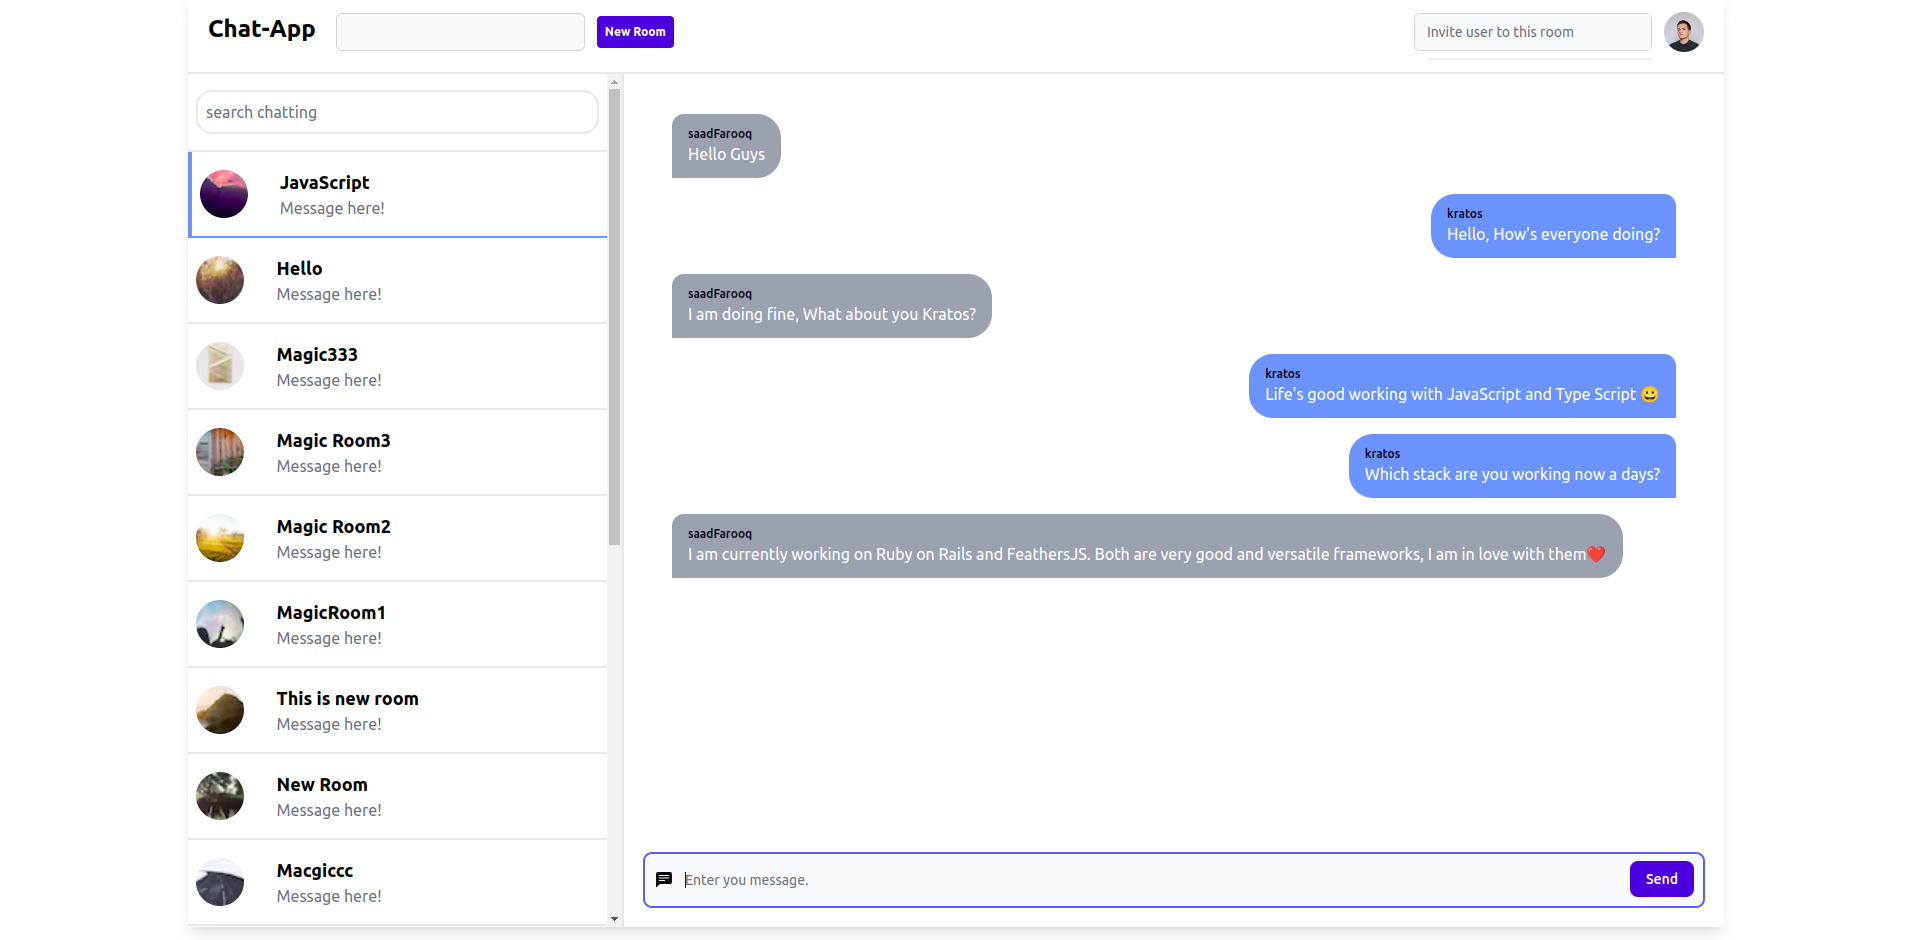 Chat-App
New Room
Invite user to this room
search chatting
JavaScript
Message here!
Hello
Message here!
Magic333
Message here!
Magic Room3
Message here!
Magic Room2
Message here!
MagicRoom1
Message here!
This is new room
Message here!
New Room
Message here!
Macgiccc
Message here!
saadFarooq
Hello Guys
kratos
Hello, How's everyone doing?
saadFarooq
I am doing fine, What about you Kratos?
kratos
Life's good working with JavaScript and Type Script 😀
kratos
Which stack are you working now a days?
saadFarooq
I am currently working on Ruby on Rails and FeathersJS. Both are very good and versatile frameworks, I am in love with them❤️
Enter you message.
Send